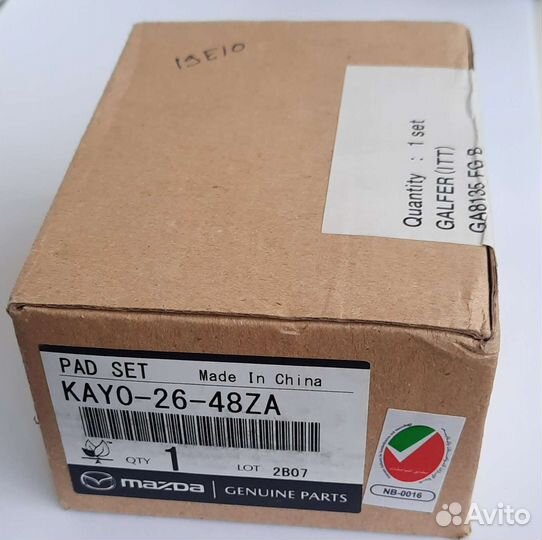 13E10
Quantity : 1 set
GALFER(ITT)
GA8135 FG B
PAD SET Made In China
KAY0-26-48ZA
QTY 1 LOT 2B07
mazda GENUINE PARTS
NB-0016
Avito